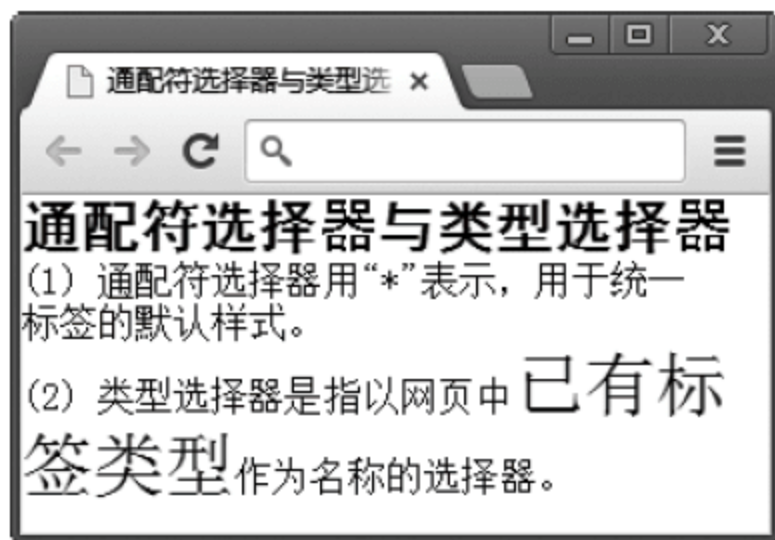 通配符选择器与类型选
通配符选择器与类型选择器
(1) 通配符选择器用“*”表示，用于统一
标签的默认样式。
(2) 类型选择器是指以网页中已有标
签类型作为名称的选择器。